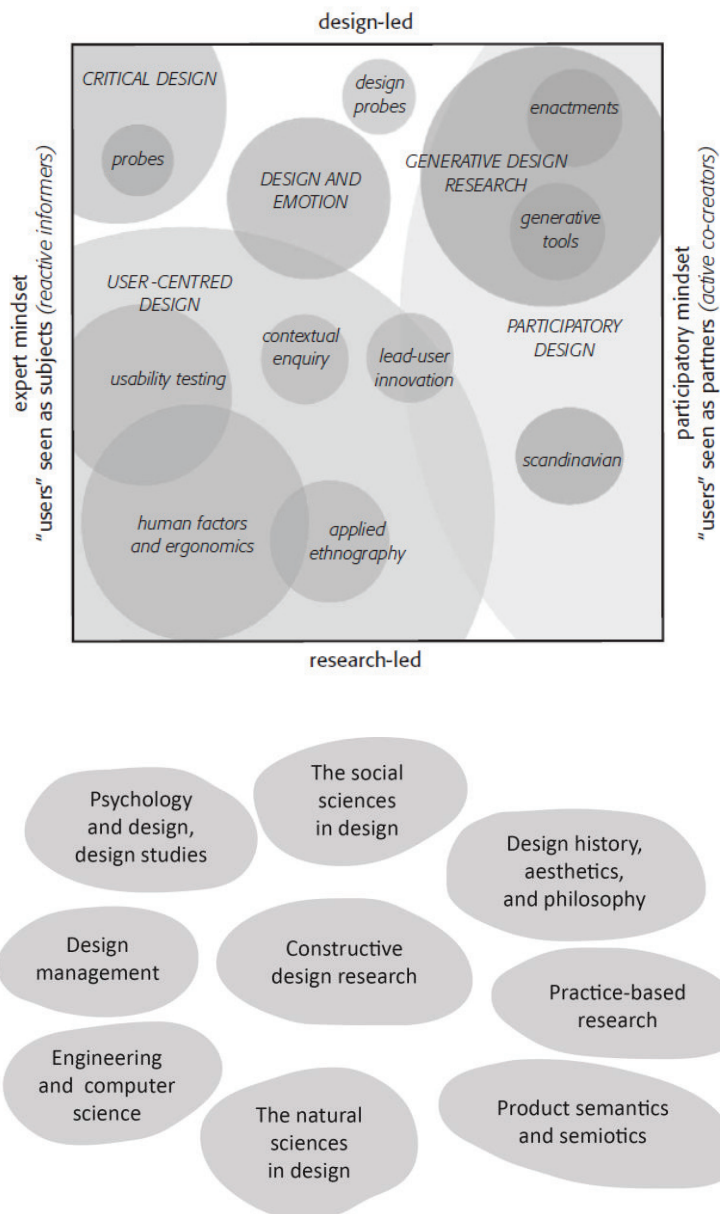 design-led
CRITICAL DESIGN
design
probes
enactments
probes
GENERATIVE DESIGN
RESEARCH
DESIGN AND
EMOTION
generative
tools
expert mindset
"users" seen as subjects (reactive informers)
USER-CENTRED
DESIGN
contextual
enquiry
lead-user
innovation
PARTICIPATORY
DESIGN
participatory mindset
"users" seen as partners (active co-creators)
usability testing
scandinavian
human factors
and ergonomics
applied
ethnography
research-led
Psychology
and design,
design studies
The social
sciences
in design
Design history,
aesthetics,
and philosophy
Design
management
Constructive
design research
Practice-based
research
Engineering
and computer
science
The natural
sciences
in design
Product semantics
and semiotics